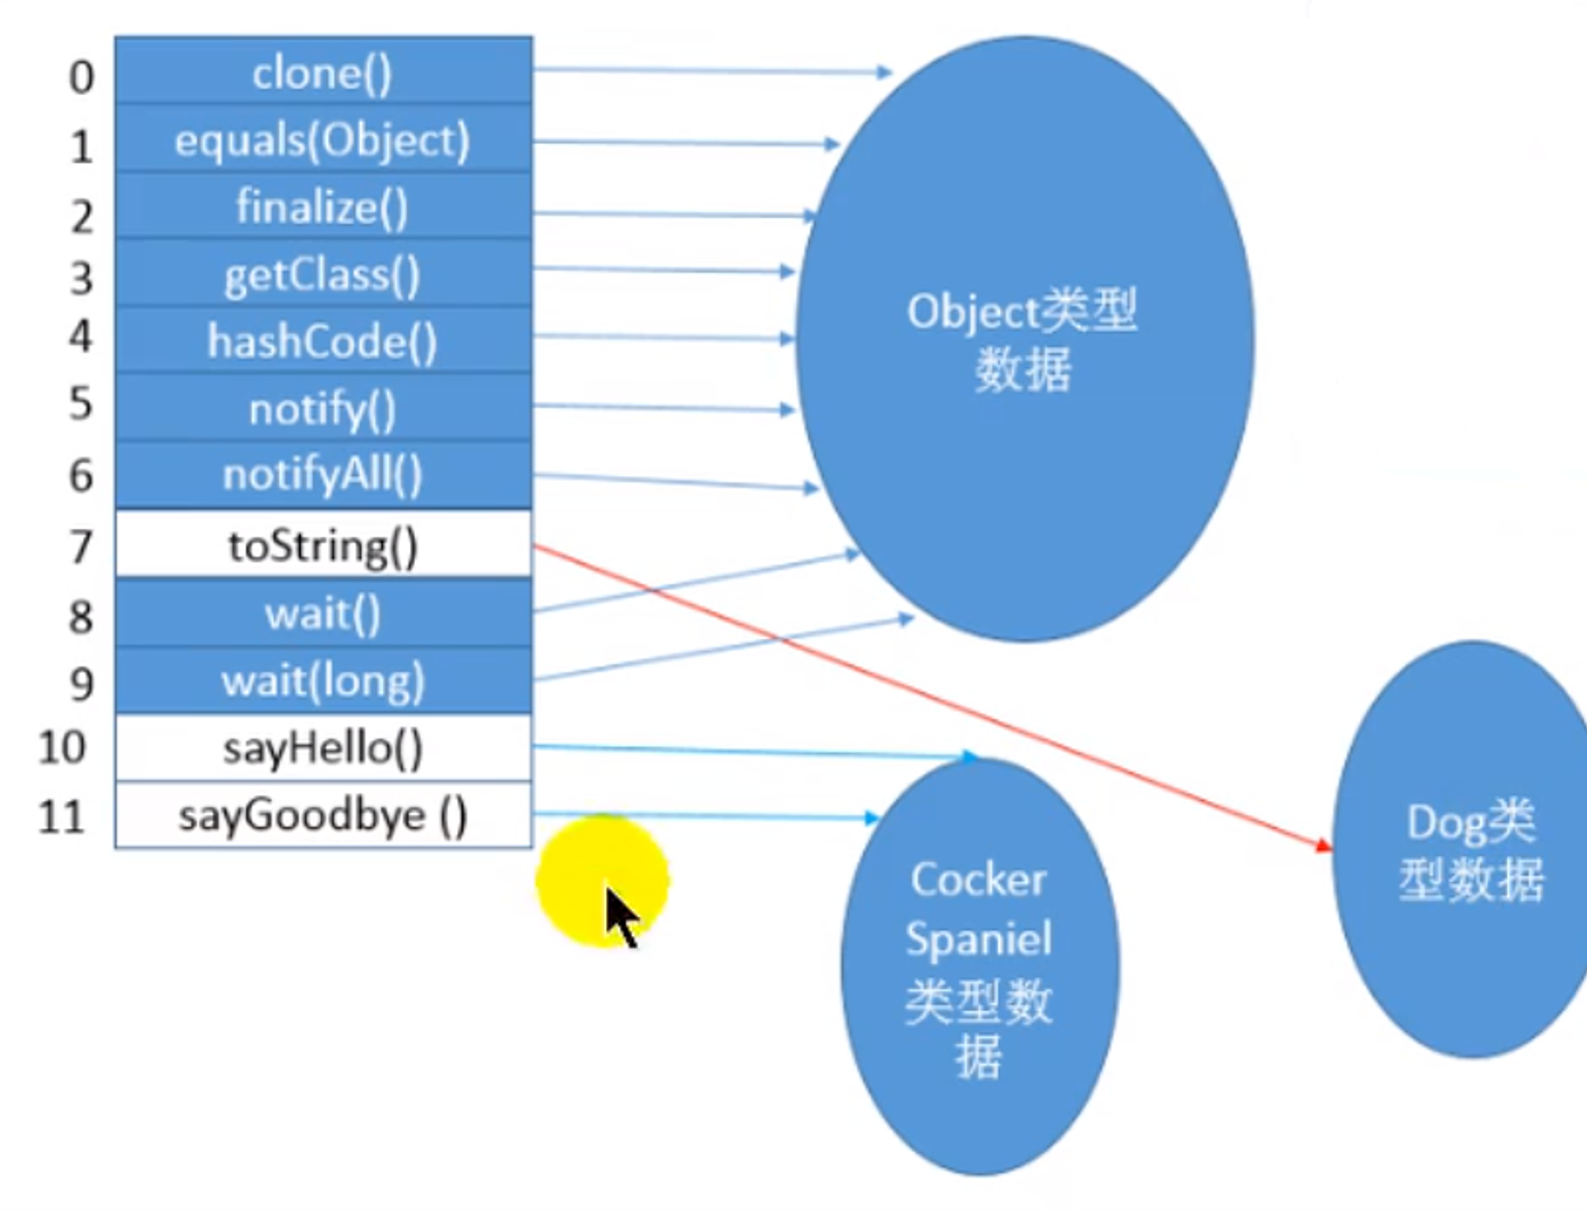 0 clone()
1 equals(Object)
2 finalize()
3 getClass()
4 hashCode()
5 notify()
6 notifyAll()
7 toString()
8 wait()
9 wait(long)
10 sayHello()
11 sayGoodbye ()
Object类型
数据
Cocker
Spaniel
类型数
据
Dog类
型数据